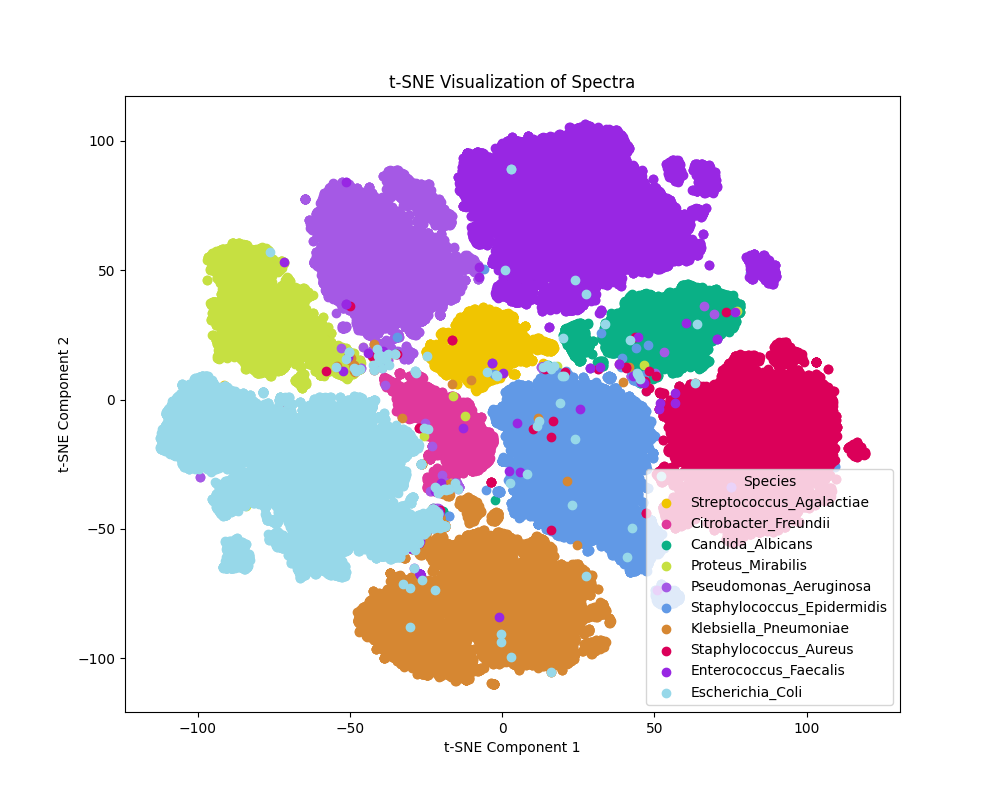 t-SNE Visualization of Spectra
100
50
0
−50
−100
t-SNE Component 2
−100
−50
0
50
100
t-SNE Component 1
Species
Streptococcus_Agalactiae
Citrobacter_Freundii
Candida_Albicans
Proteus_Mirabilis
Pseudomonas_Aeruginosa
Staphylococcus_Epidermidis
Klebsiella_Pneumoniae
Staphylococcus_Aureus
Enterococcus_Faecalis
Escherichia_Coli